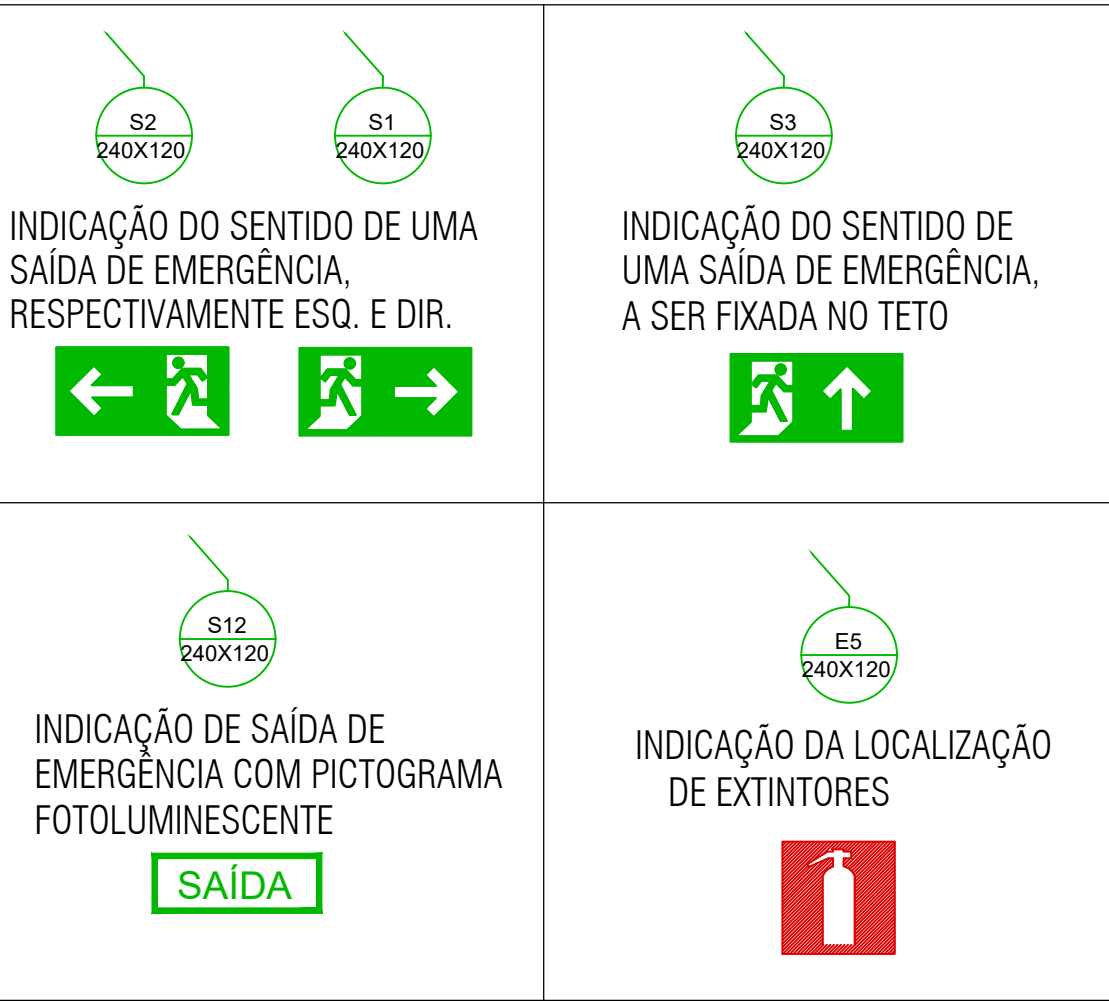 S2
240X120
S1
240X120
INDICAÇÃO DO SENTIDO DE UMA
SAÍDA DE EMERGÊNCIA,
RESPECTIVAMENTE ESQ. E DIR.
S3
240X120
INDICAÇÃO DO SENTIDO DE
UMA SAÍDA DE EMERGÊNCIA,
A SER FIXADA NO TETO
S12
240X120
INDICAÇÃO DE SAÍDA DE
EMERGÊNCIA COM PICTOGRAMA
FOTOLUMINESCENTE
SAÍDA
E5
240X120
INDICAÇÃO DA LOCALIZAÇÃO
DE EXTINTORES